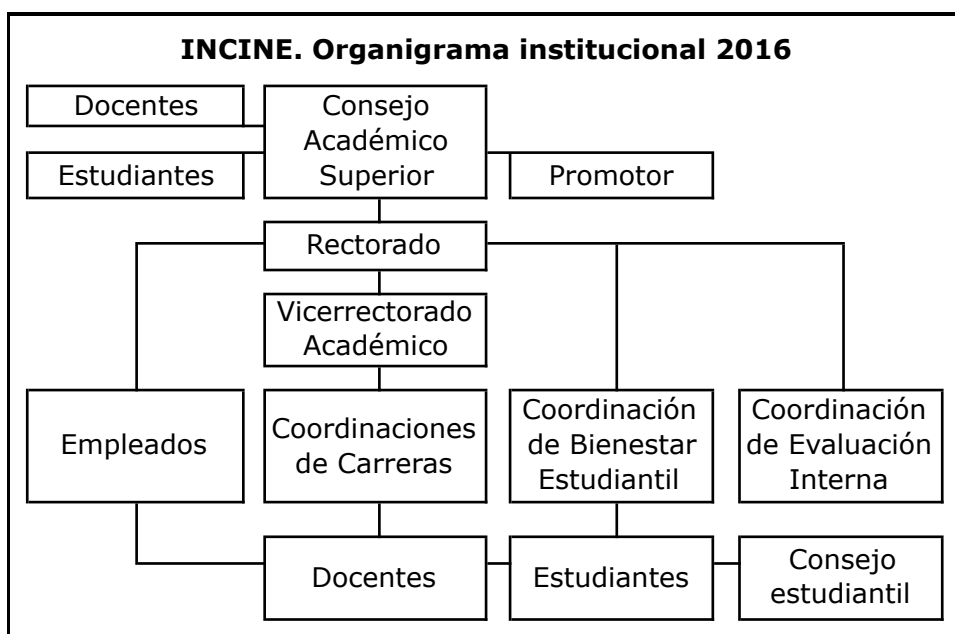 INCINE. Organigrama institucional 2016
Docentes
Consejo
Académico
Superior
Estudiantes
Promotor
Rectorado
Vicerrectorado
Académico
Empleados
Coordinaciones
de Carreras
Coordinación
de Bienestar
Estudiantil
Coordinación
de Evaluación
Interna
Docentes
Estudiantes
Consejo
estudiantil